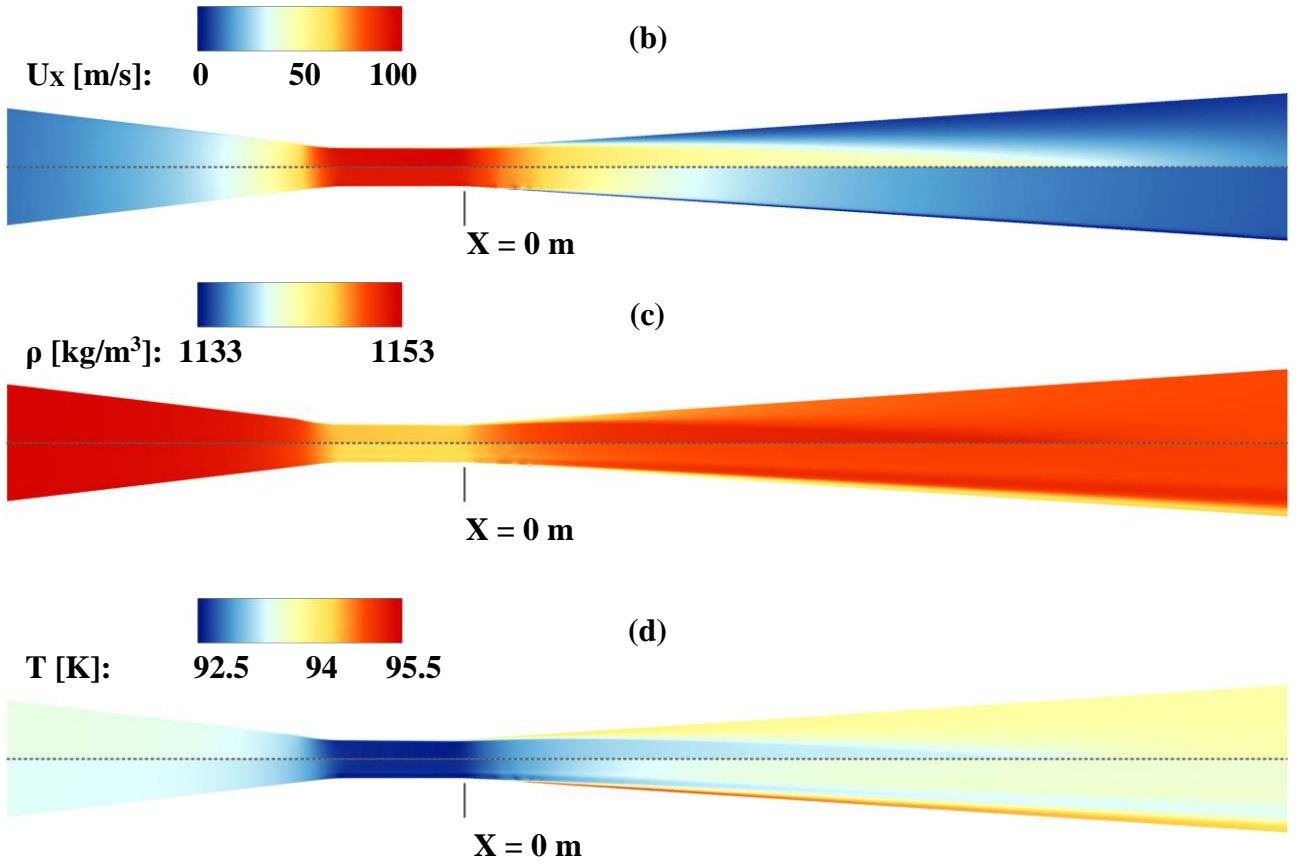 (b)
Ux [m/s]: 0 50 100
X = 0 m
(c)
ρ [kg/m³]: 1133 1153
X = 0 m
(d)
T [K]: 92.5 94 95.5
X = 0 m